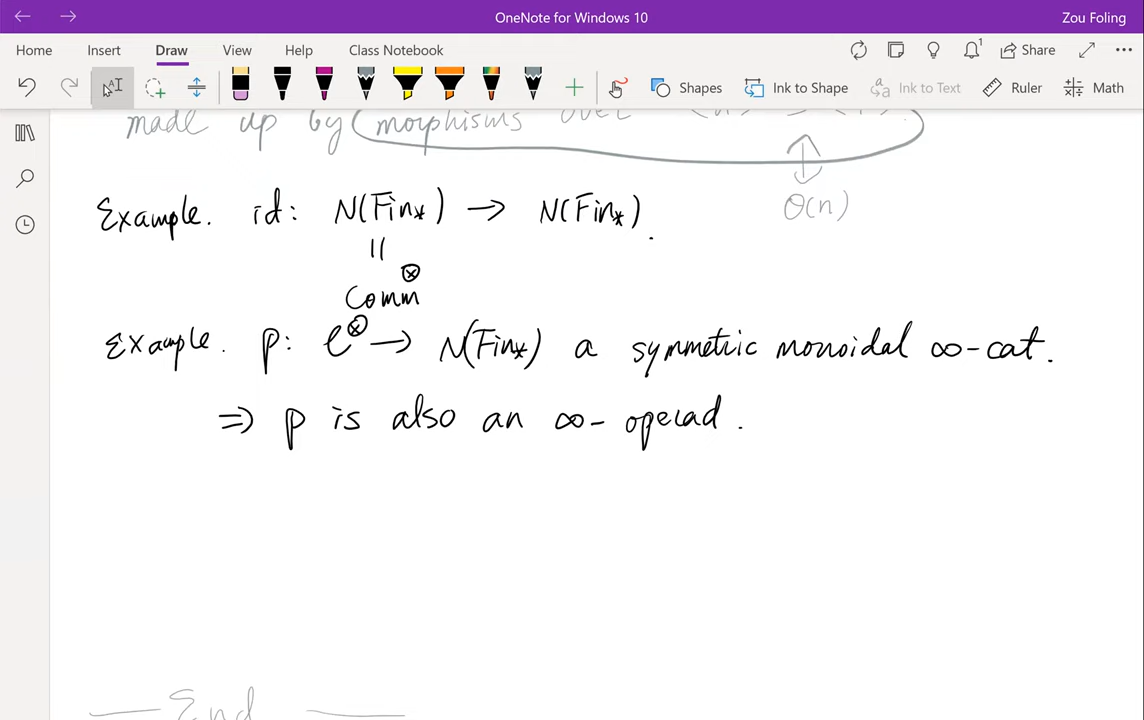 OneNote for Windows 10
Zou Foling
Home Insert Draw View Help Class Notebook Share
Shapes Ink to Shape Ink to Text Ruler Math
made up by (morphisms over ⟨n⟩ → ⟨1⟩.
Example. id: N(Fin*) → N(Fin*).
O(n)
||
Comm^⊗
Example. p: C^⊗ → N(Fin*) a symmetric monoidal ∞-cat.
⇒ p is also an ∞-operad.
— End —